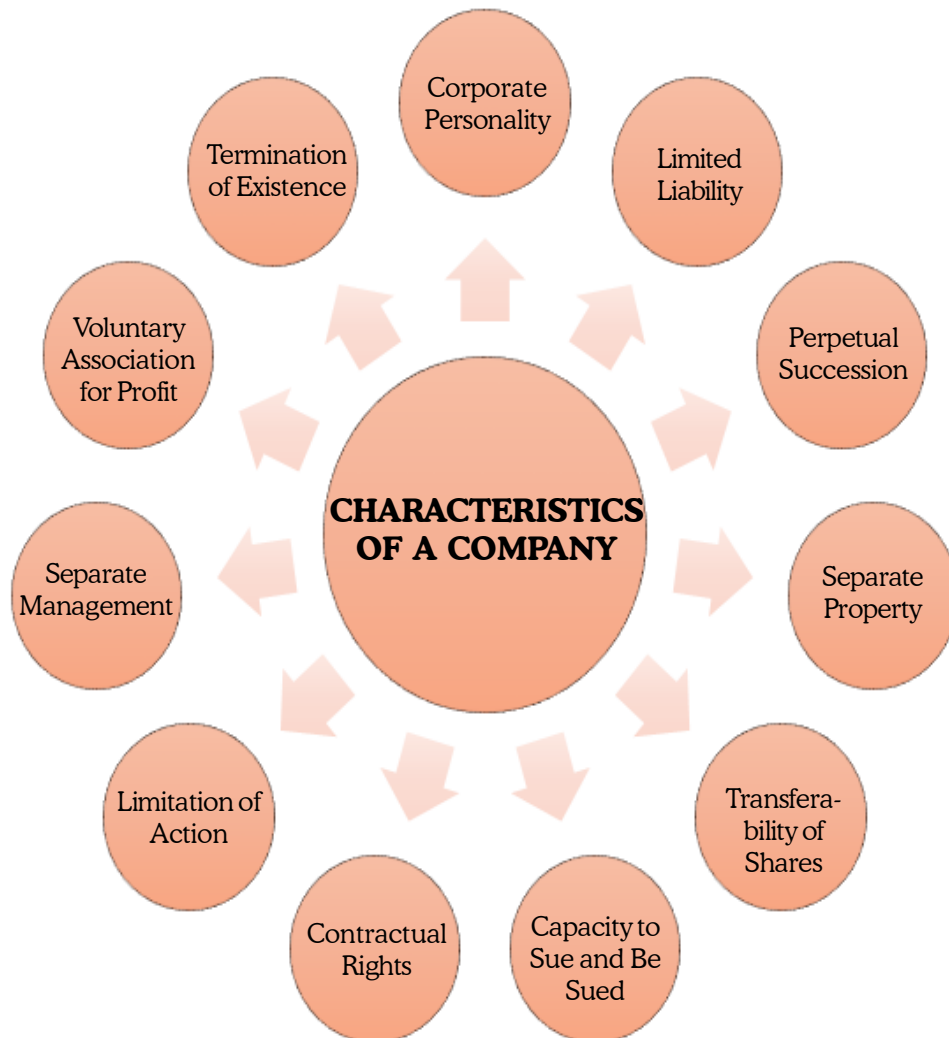 CHARACTERISTICS
OF A COMPANY
Corporate
Personality
Limited
Liability
Perpetual
Succession
Separate
Property
Transfera-
bility of
Shares
Capacity to
Sue and Be
Sued
Contractual
Rights
Limitation of
Action
Separate
Management
Voluntary
Association
for Profit
Termination
of Existence